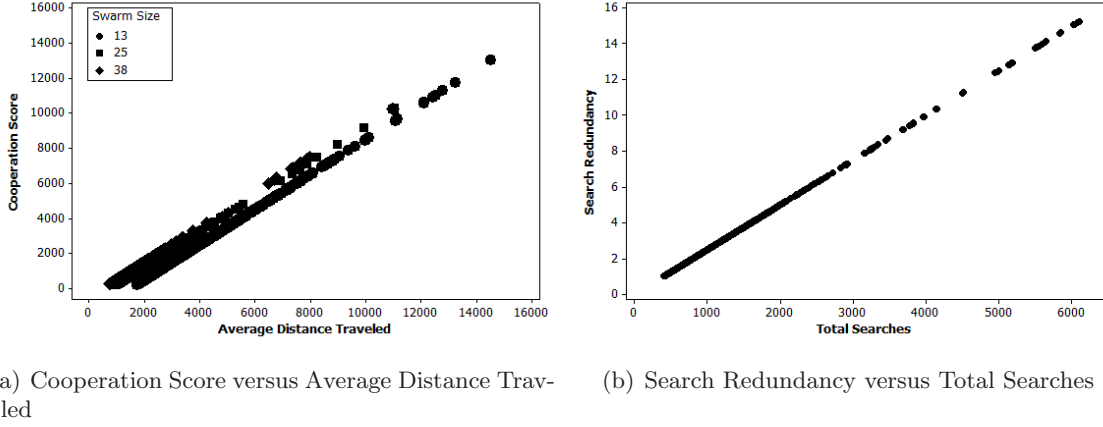 16000
14000
12000
10000
8000
6000
4000
2000
0
Cooperation Score
Swarm Size
13
25
38
0 2000 4000 6000 8000 10000 12000 14000 16000
Average Distance Traveled
16
14
12
10
8
6
4
2
0
Search Redundancy
0 1000 2000 3000 4000 5000 6000
Total Searches
a) Cooperation Score versus Average Distance Trav-
led
(b) Search Redundancy versus Total Searches